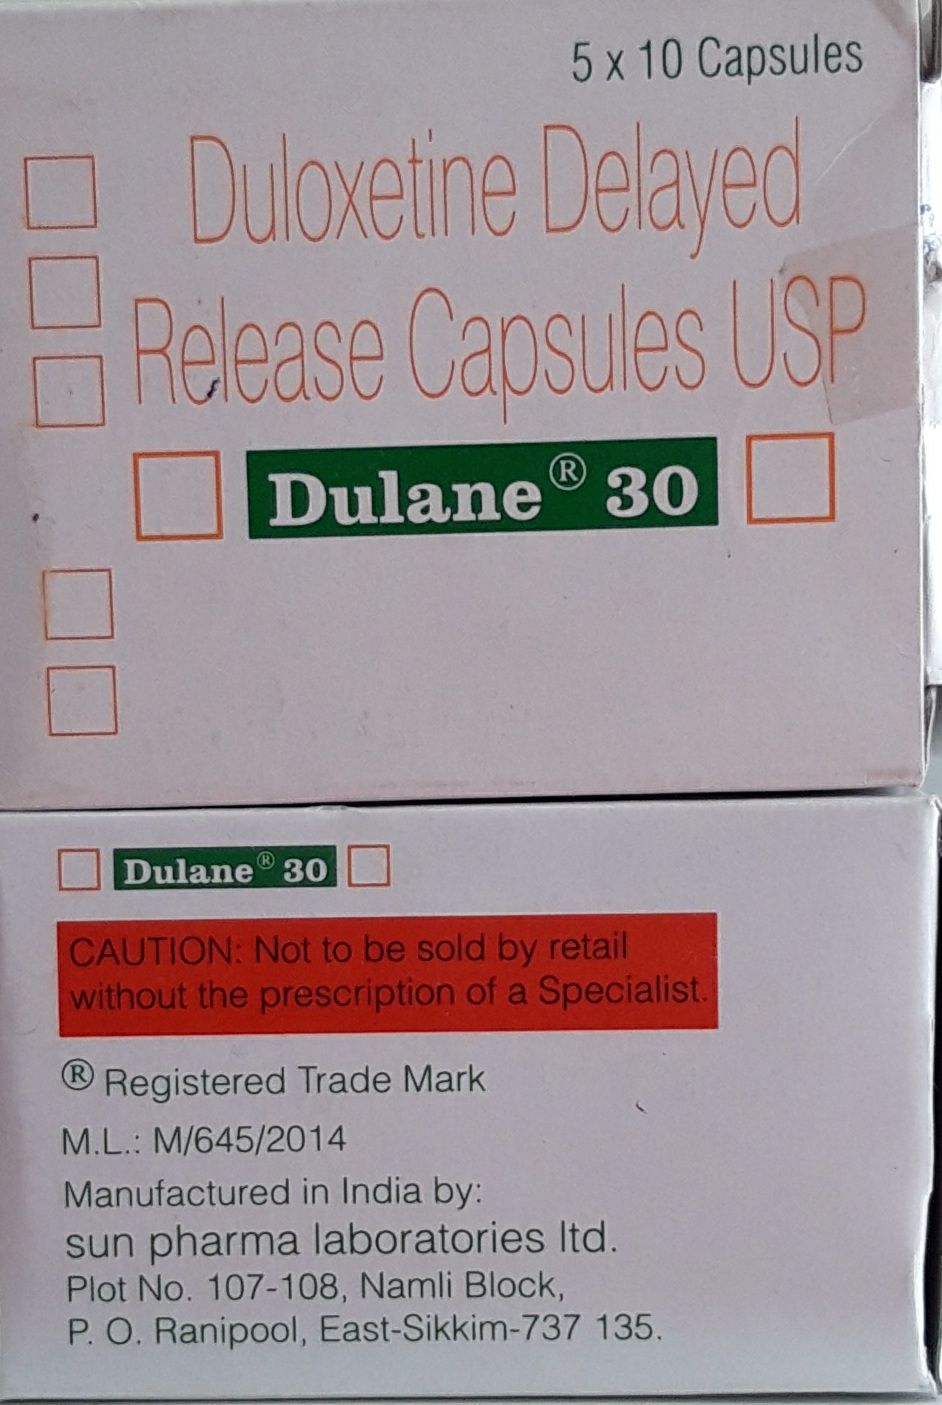 5 x 10 Capsules
Duloxetine Delayed
Release Capsules USP
Dulane® 30
Dulane® 30
CAUTION: Not to be sold by retail
without the prescription of a Specialist.
® Registered Trade Mark
M.L.: M/645/2014
Manufactured in India by:
sun pharma laboratories ltd.
Plot No. 107-108, Namli Block,
P. O. Ranipool, East-Sikkim-737 135.